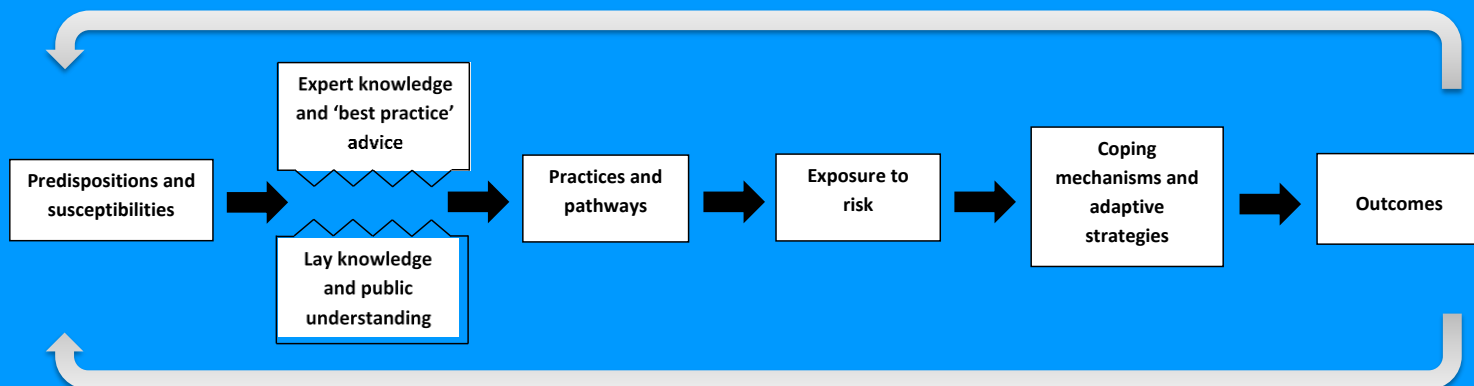 Predispositions and
susceptibilities
Expert knowledge
and ‘best practice’
advice
Lay knowledge
and public
understanding
Practices and
pathways
Exposure to
risk
Coping
mechanisms and
adaptive
strategies
Outcomes